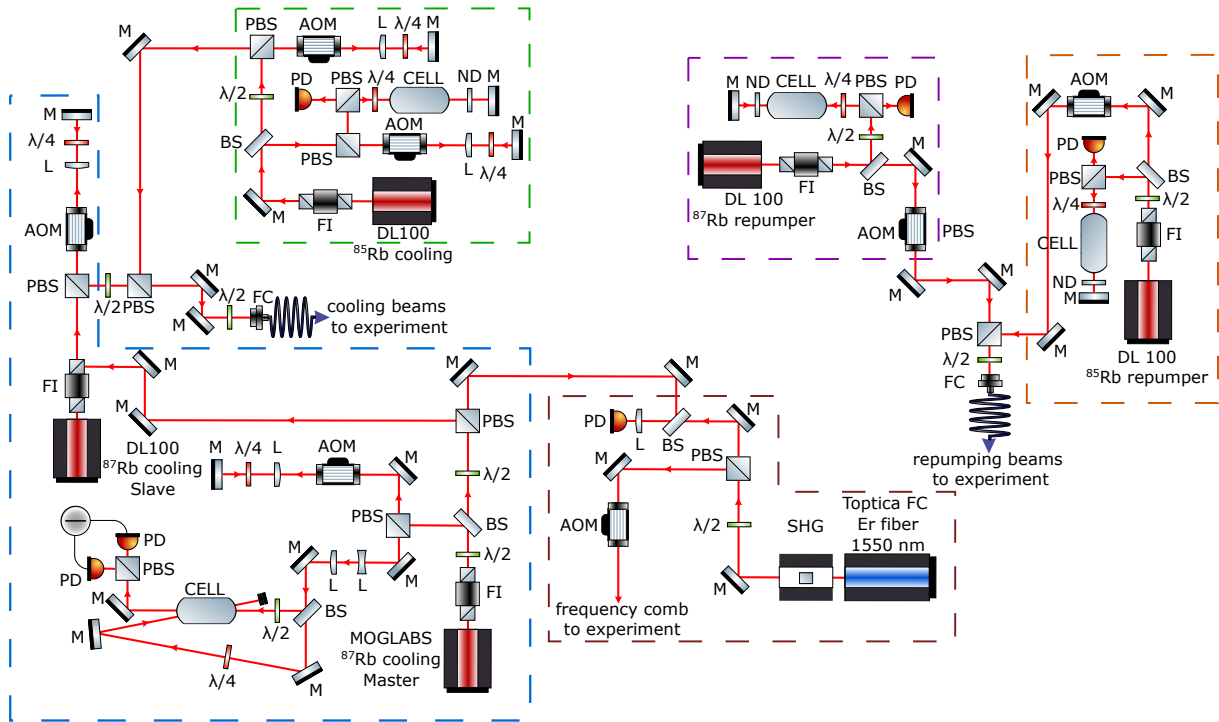 PBS
AOM
L
λ/4
M
M
PD
PBS
λ/4
CELL
ND
M
λ/2
AOM
M
BS
PBS
L
λ/4
M
FI
DL100
⁸⁵Rb cooling
M
λ/4
L
AOM
PBS
λ/2
PBS
M
M
λ/2
FC
cooling beams
to experiment
M
ND
CELL
λ/4
PBS
PD
λ/2
M
FI
BS
DL 100
⁸⁷Rb repumper
AOM
PBS
M
M
M
AOM
M
PD
PBS
BS
λ/4
λ/2
CELL
FI
ND
M
DL 100
⁸⁵Rb repumper
PBS
M
λ/2
FC
repumping beams
to experiment
FI
M
M
DL100
⁸⁷Rb cooling
Slave
M
PBS
M
λ/4
L
AOM
M
λ/2
PBS
BS
λ/2
PD
PD
PBS
M
L
L
M
FI
M
CELL
λ/2
BS
M
λ/4
M
MOGLABS
⁸⁷Rb cooling
Master
M
PD
L
BS
M
M
PBS
AOM
λ/2
SHG
Toptica FC
Er fiber
1550 nm
M
frequency comb
to experiment